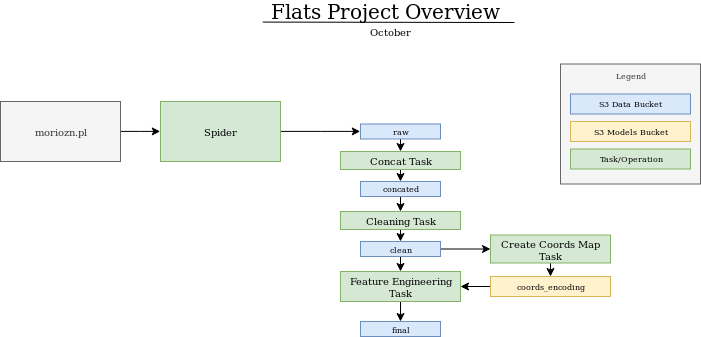 Flats Project Overview
October
Legend
S3 Data Bucket
S3 Models Bucket
Task/Operation
moriozn.pl
Spider
raw
Concat Task
concated
Cleaning Task
clean
Create Coords Map
Task
Feature Engineering
Task
coords_encoding
final